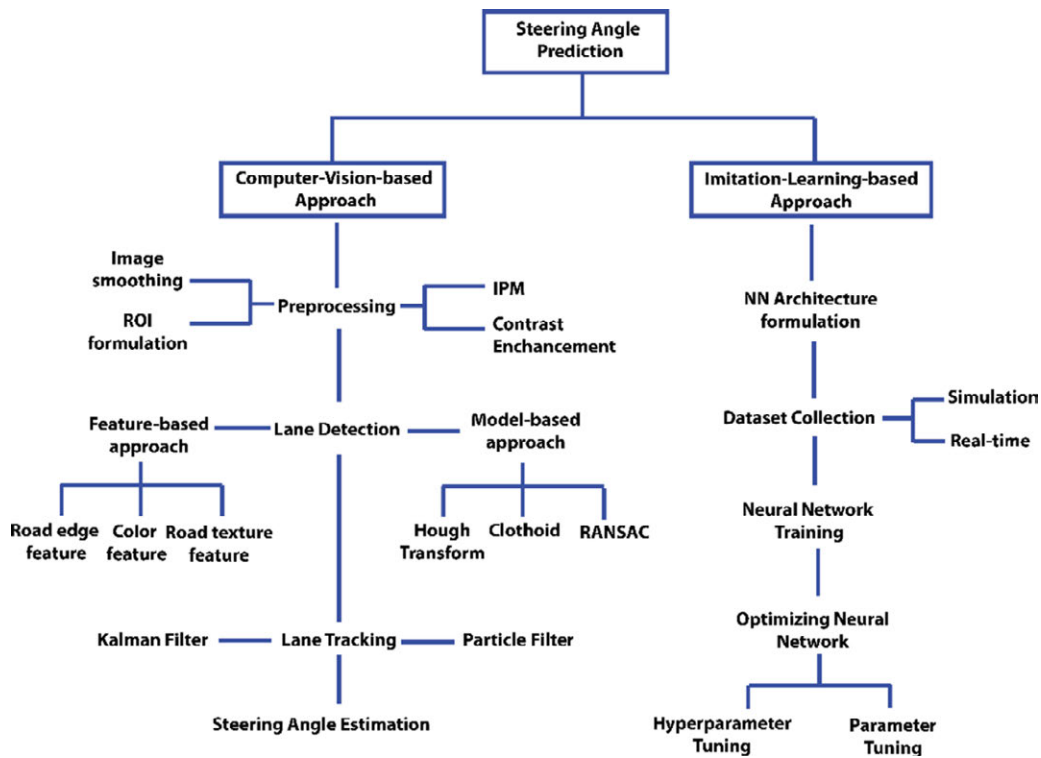 Steering Angle
Prediction
Computer-Vision-based
Approach
Imitation-Learning-based
Approach
Image
smoothing
ROI
formulation
Preprocessing
IPM
Contrast
Enchancement
NN Architecture
formulation
Feature-based
approach
Lane Detection
Model-based
approach
Dataset Collection
Simulation
Real-time
Road edge
feature
Color
feature
Road texture
feature
Hough
Transform
Clothoid
RANSAC
Neural Network
Training
Kalman Filter
Lane Tracking
Particle Filter
Optimizing Neural
Network
Steering Angle Estimation
Hyperparameter
Tuning
Parameter
Tuning